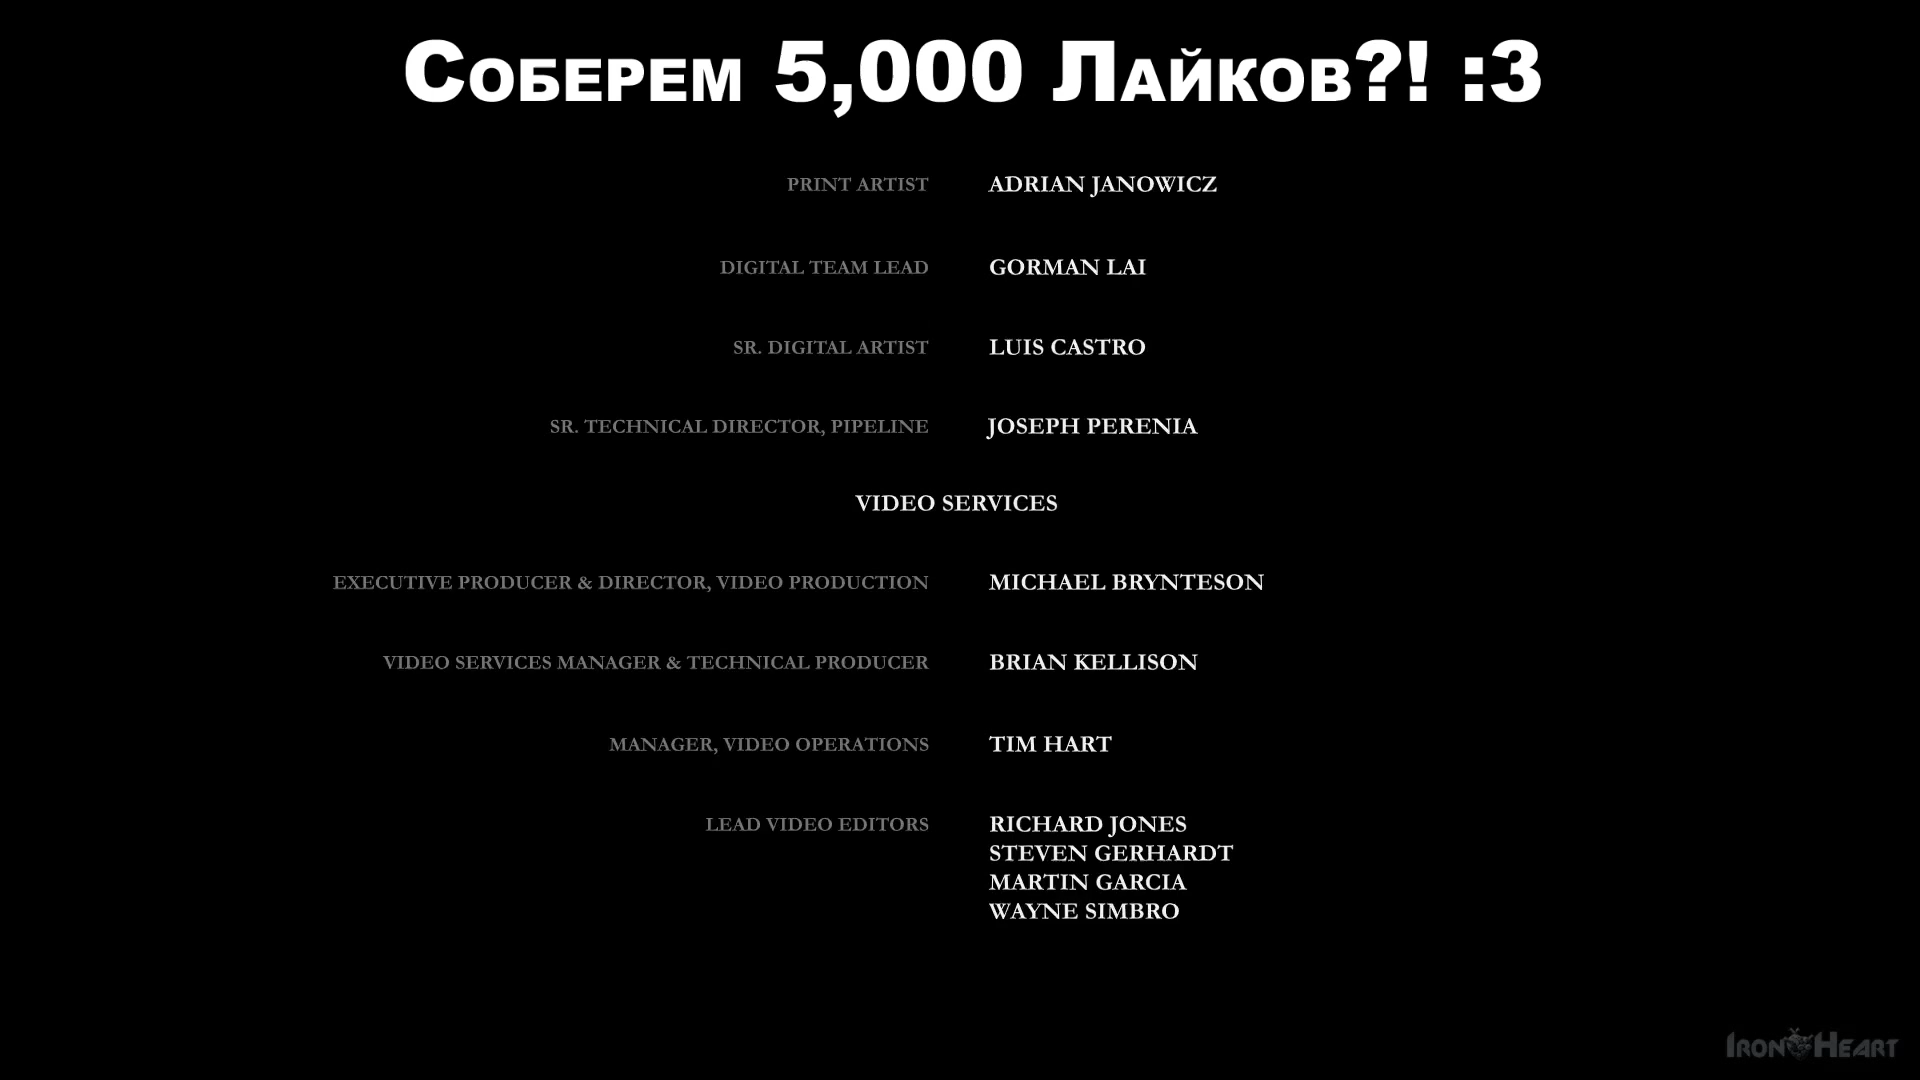 Соберем 5,000 Лайков?! :3
PRINT ARTIST ADRIAN JANOWICZ
DIGITAL TEAM LEAD GORMAN LAI
SR. DIGITAL ARTIST LUIS CASTRO
SR. TECHNICAL DIRECTOR, PIPELINE JOSEPH PERENIA
VIDEO SERVICES
EXECUTIVE PRODUCER & DIRECTOR, VIDEO PRODUCTION MICHAEL BRYNTESON
VIDEO SERVICES MANAGER & TECHNICAL PRODUCER BRIAN KELLISON
MANAGER, VIDEO OPERATIONS TIM HART
LEAD VIDEO EDITORS RICHARD JONES
STEVEN GERHARDT
MARTIN GARCIA
WAYNE SIMBRO
IRON HEART